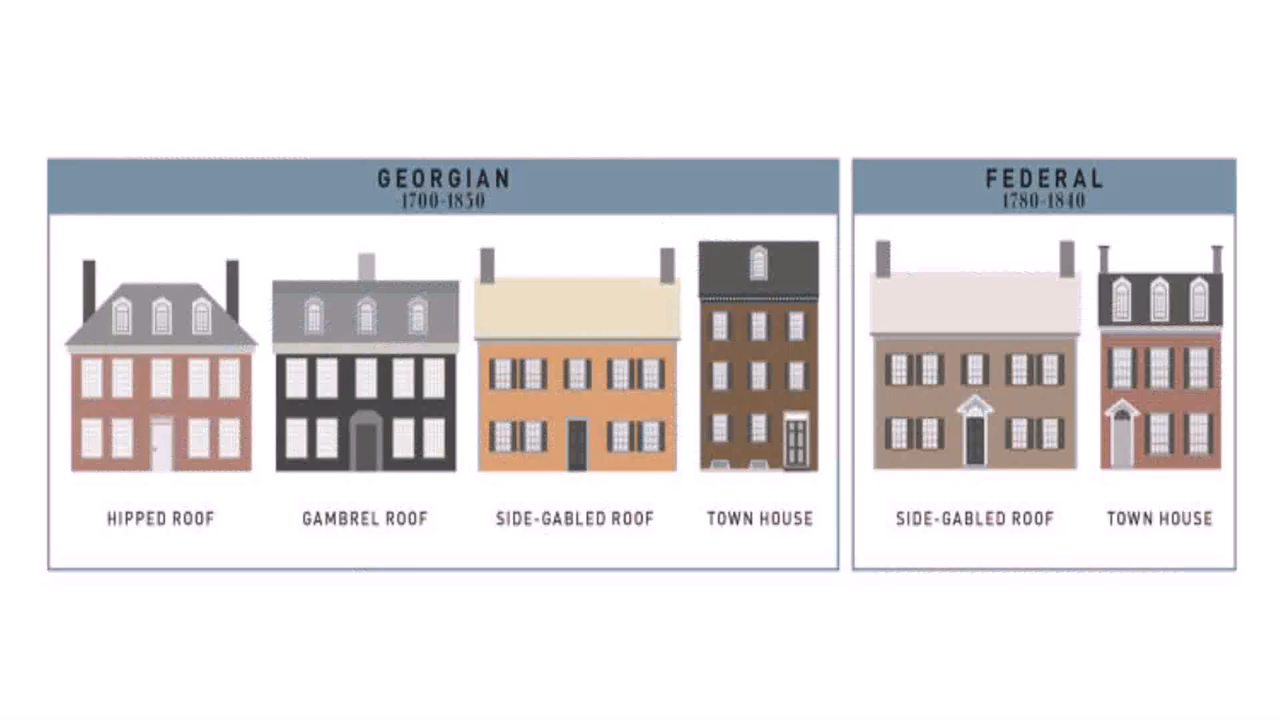 GEORGIAN
1700-1830
FEDERAL
1780-1840
HIPPED ROOF
GAMBREL ROOF
SIDE-GABLED ROOF
TOWN HOUSE
SIDE-GABLED ROOF
TOWN HOUSE